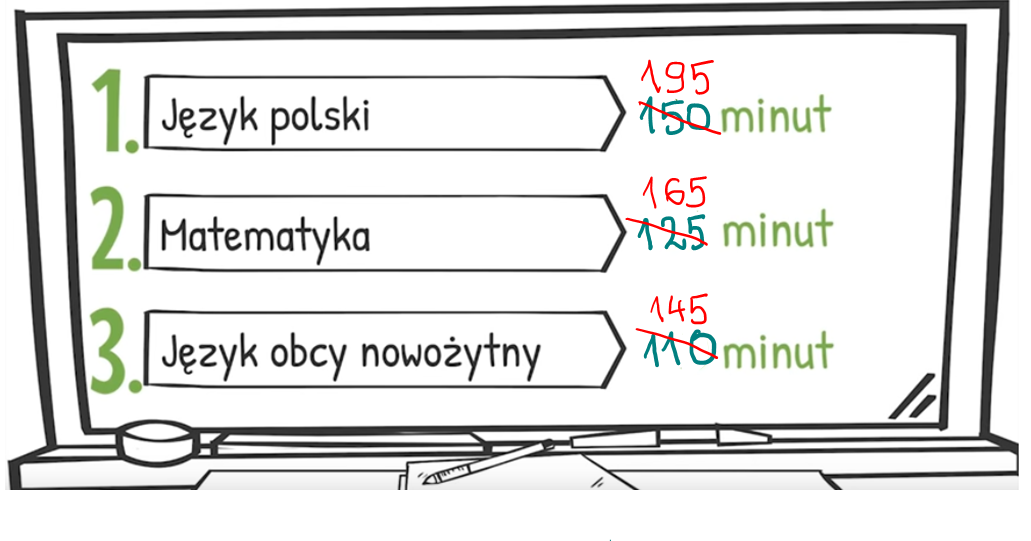 195
1. Język polski 150 minut
165
2. Matematyka 125 minut
145
3. Język obcy nowożytny 110 minut